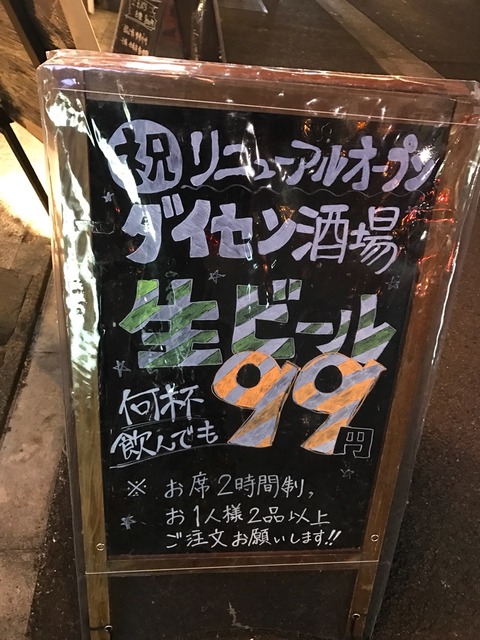 祝 リニューアルオープン
ダイセン酒場
生ビール
何杯
飲んでも
99円
※ お席2時間制,
お1人様2品以上
ご注文お願いします!!